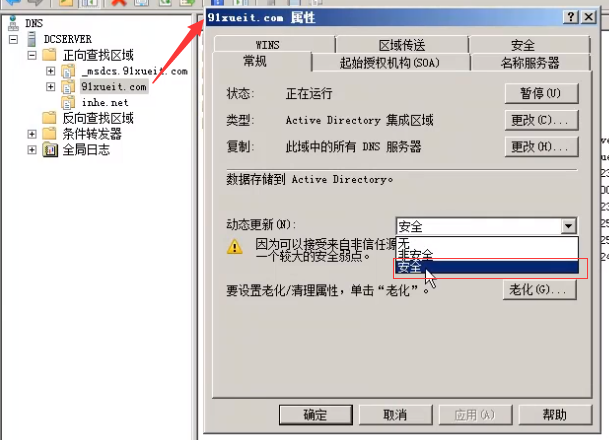 DNS
DCSERVER
正向查找区域
_msdcs.91xueit.com
91xueit.com
inhe.net
反向查找区域
条件转发器
全局日志
91xueit.com 属性
WINS
区域传送
安全
常规
起始授权机构(SOA)
名称服务器
状态:
正在运行
暂停(U)
类型:
Active Directory 集成区域
更改(C)...
复制:
此域中的所有 DNS 服务器
更改(H)...
数据存储到 Active Directory。
动态更新(N):
安全
无
非安全
安全
因为可以接受来自非信任源
一个较大的安全弱点。
要设置老化/清理属性，单击“老化”。
老化(G)...
确定
取消
应用(A)
帮助